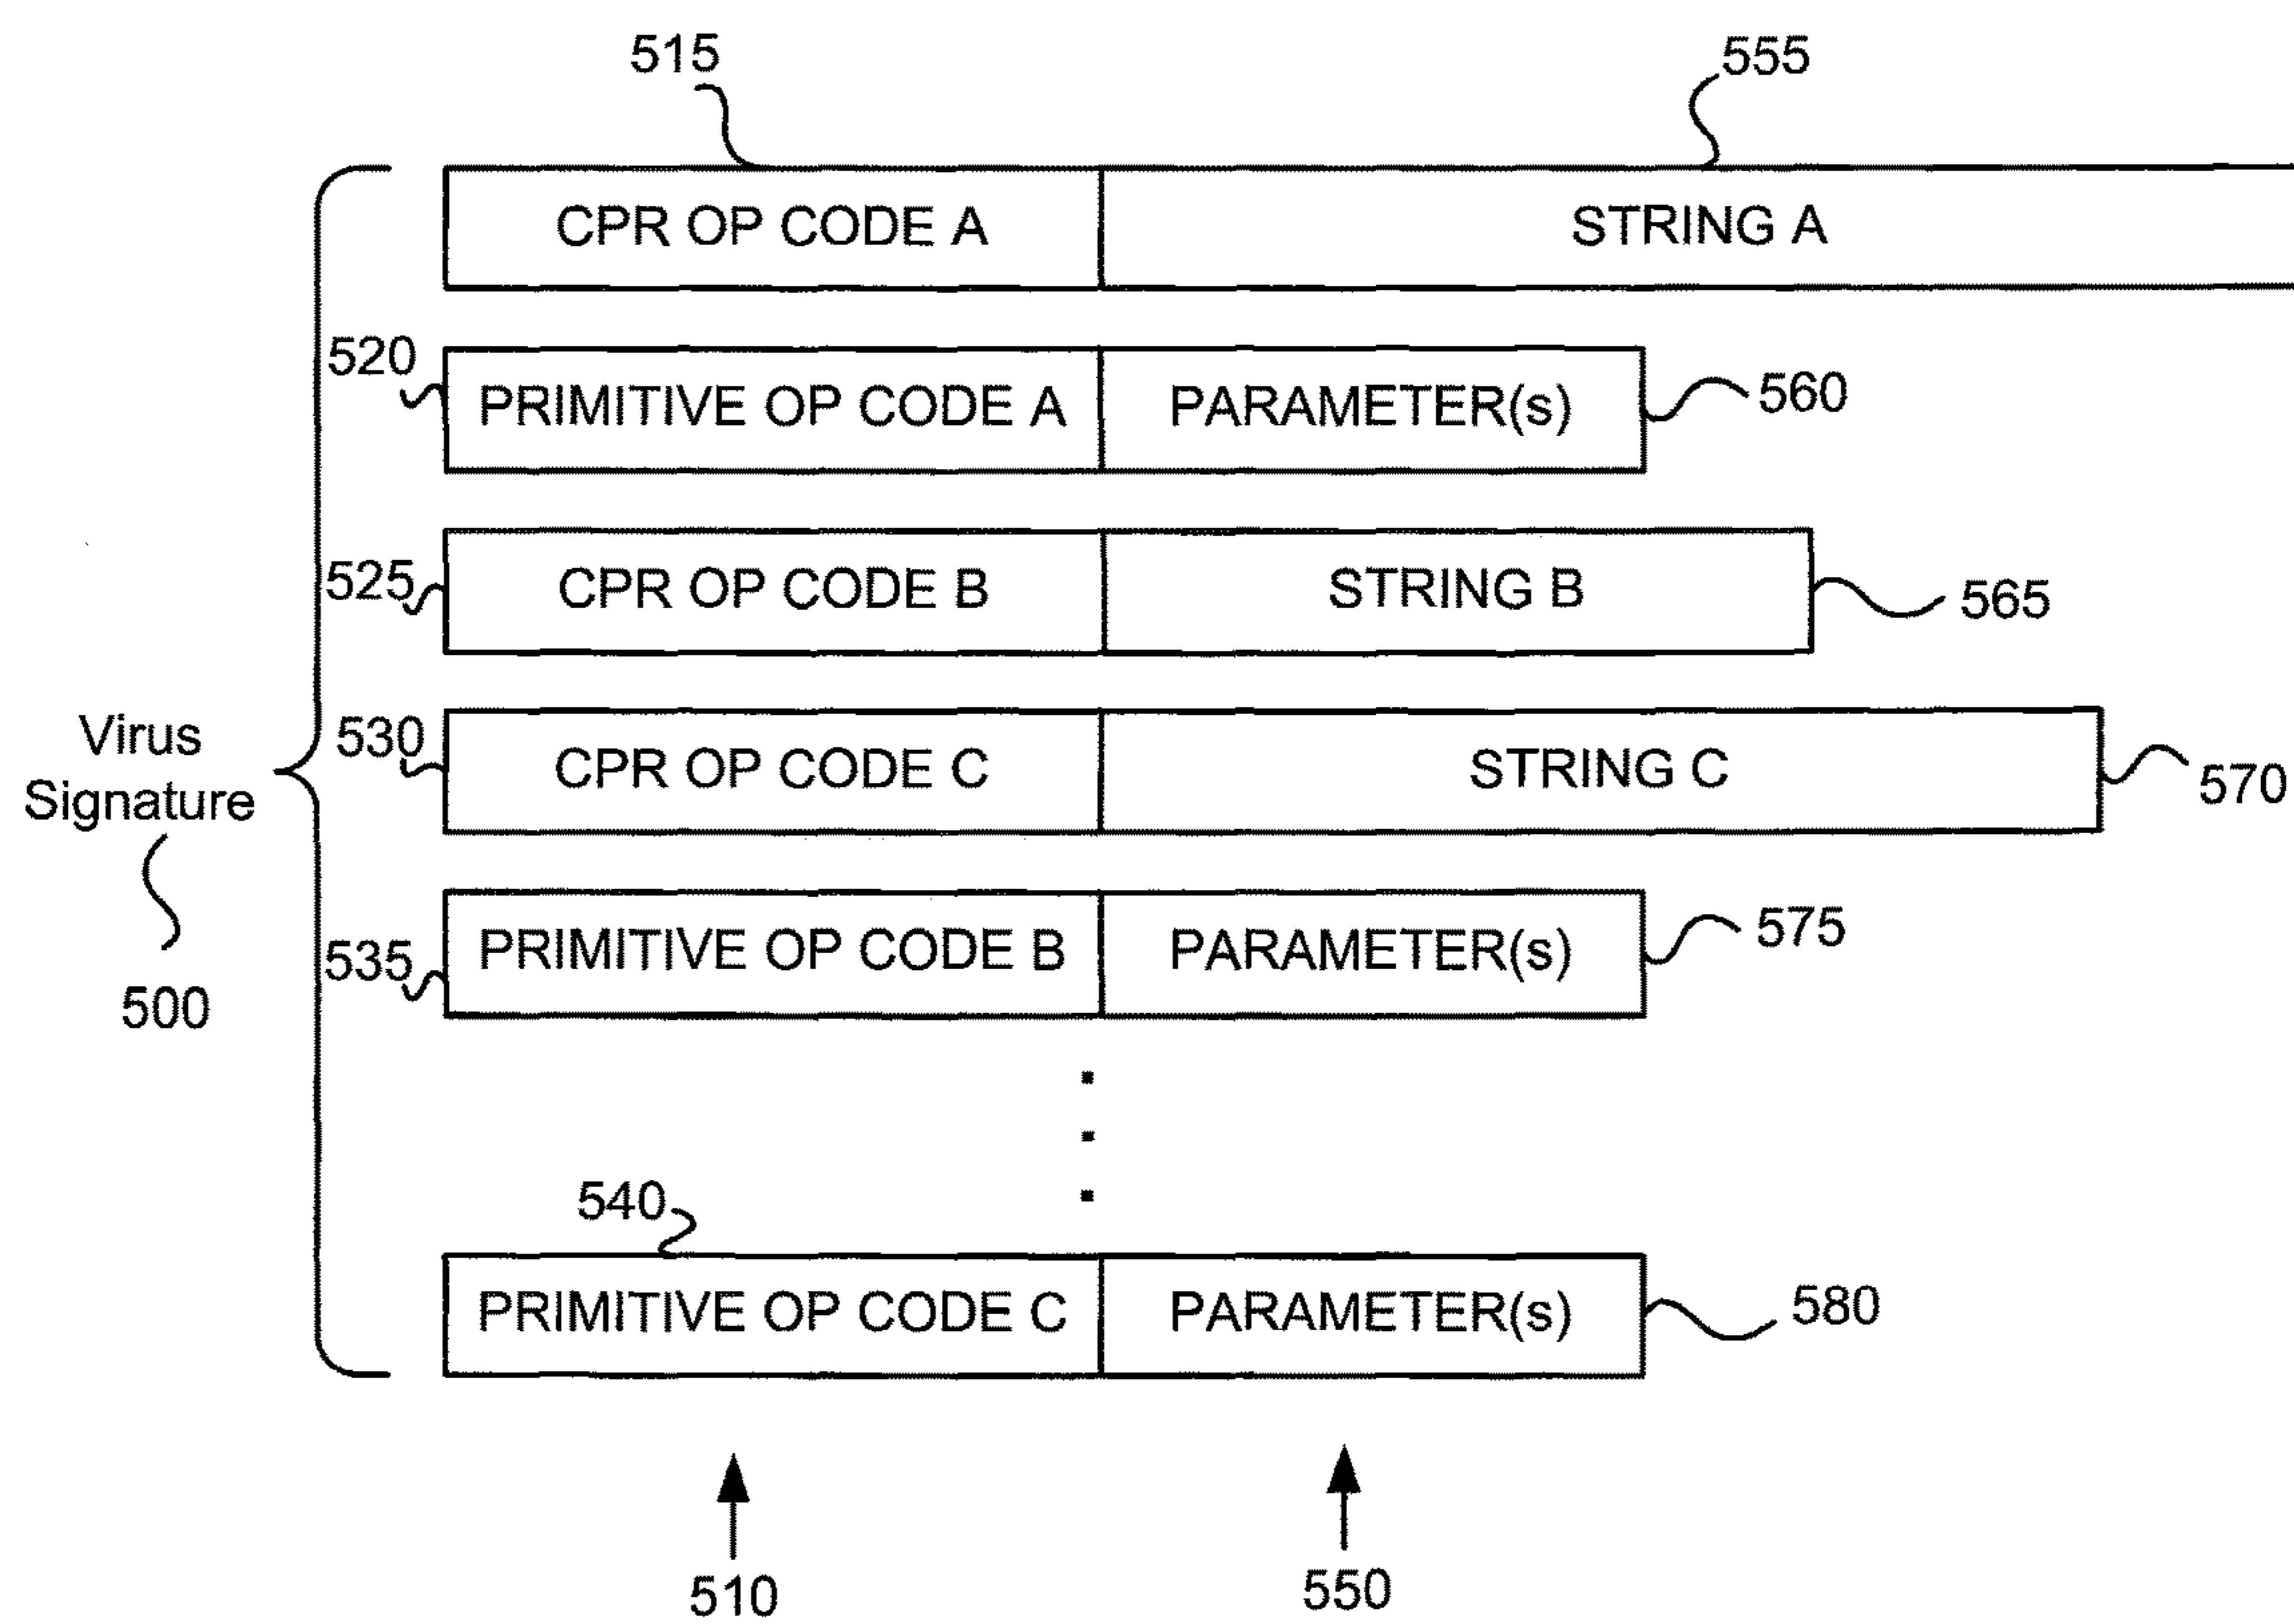 515
555
CPR OP CODE A
STRING A
520
PRIMITIVE OP CODE A
PARAMETER(s)
560
525
CPR OP CODE B
STRING B
565
Virus
Signature
500
530
CPR OP CODE C
STRING C
570
535
PRIMITIVE OP CODE B
PARAMETER(s)
575
540
PRIMITIVE OP CODE C
PARAMETER(s)
580
510
550